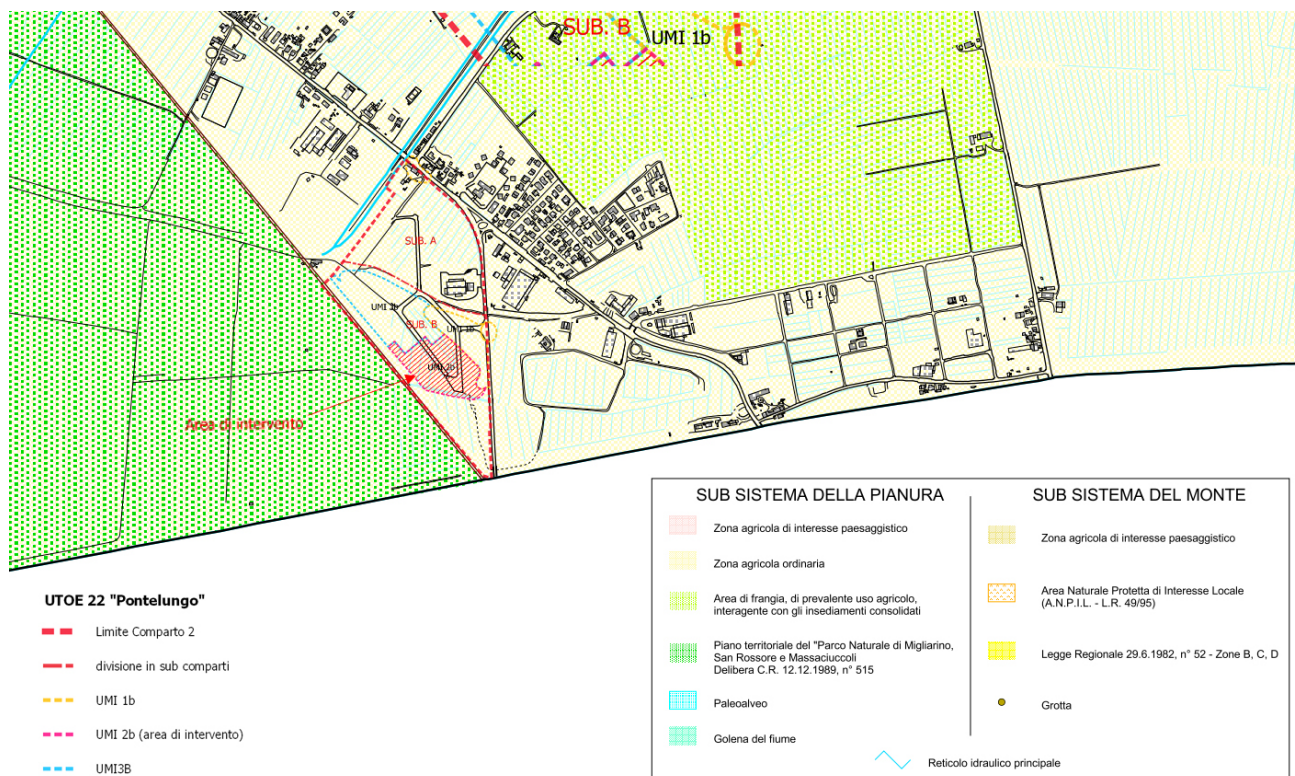 SUB. B
UMI 1b
SUB. A
UMI 3b
SUB. B
UMI 1b
UMI 2b
Area di intervento
UTOE 22 "Pontelungo"
Limite Comparto 2
divisione in sub comparti
UMI 1b
UMI 2b (area di intervento)
UMI3B
SUB SISTEMA DELLA PIANURA
Zona agricola di interesse paesaggistico
Zona agricola ordinaria
Area di frangia, di prevalente uso agricolo,
interagente con gli insediamenti consolidati
Piano territoriale del "Parco Naturale di Migliarino,
San Rossore e Massaciuccoli
Delibera C.R. 12.12.1989, n° 515
Paleoalveo
Golena del fiume
SUB SISTEMA DEL MONTE
Zona agricola di interesse paesaggistico
Area Naturale Protetta di Interesse Locale
(A.N.P.I.L. - L.R. 49/95)
Legge Regionale 29.6.1982, n° 52 - Zone B, C, D
Grotta
Reticolo idraulico principale